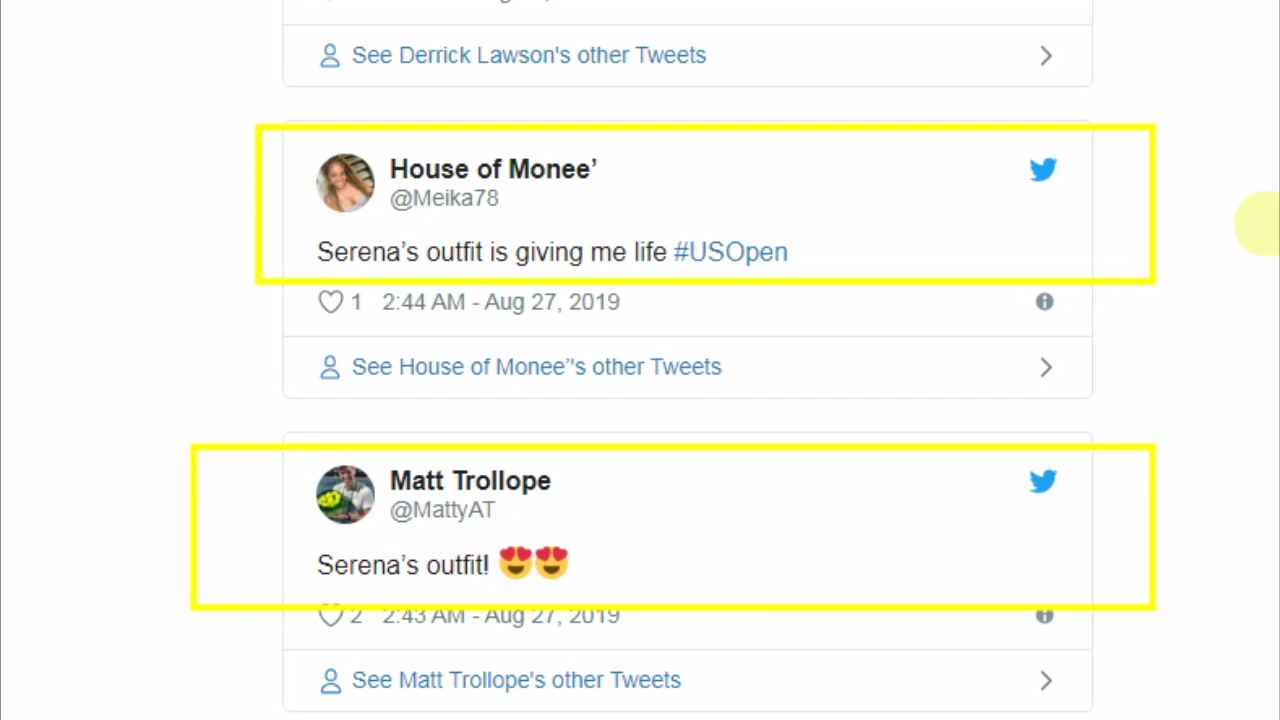 See Derrick Lawson's other Tweets
House of Monee’
@Meika78
Serena’s outfit is giving me life #USOpen
1 2:44 AM - Aug 27, 2019
See House of Monee’'s other Tweets
Matt Trollope
@MattyAT
Serena’s outfit! 😍😍
2 2:43 AM - Aug 27, 2019
See Matt Trollope's other Tweets